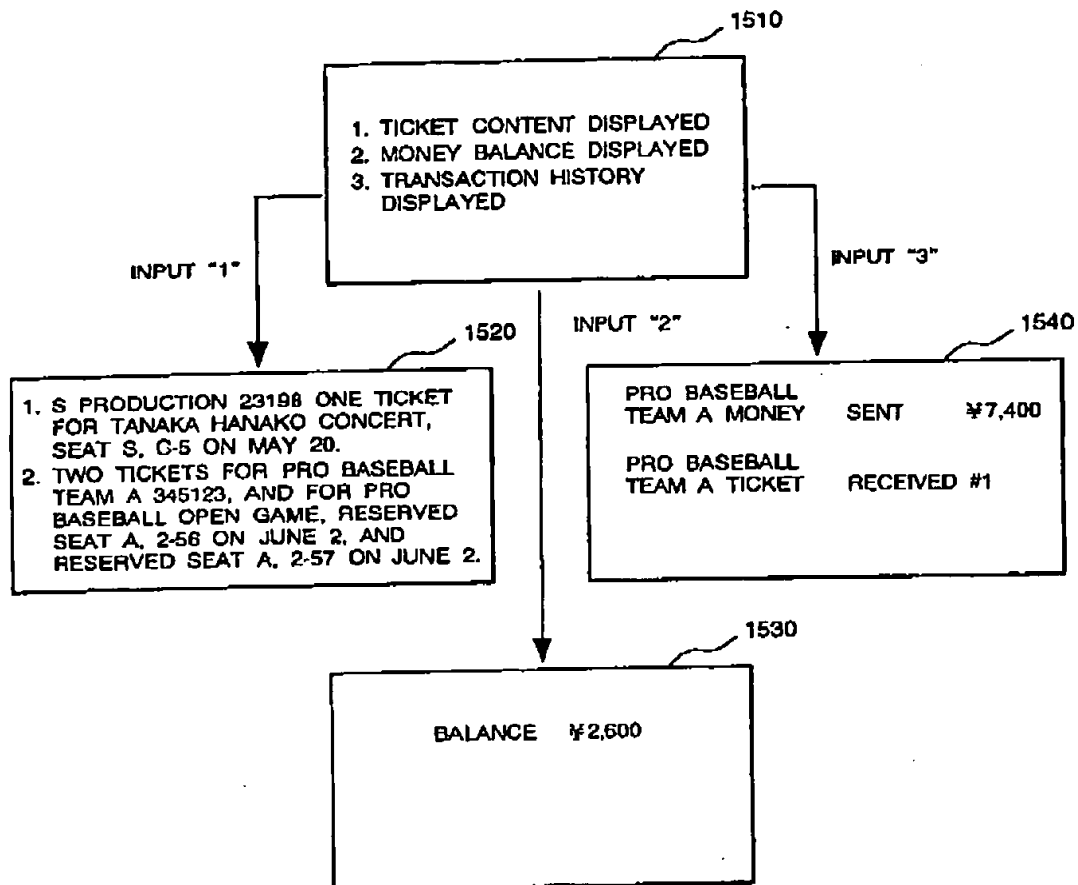 1510
1. TICKET CONTENT DISPLAYED
2. MONEY BALANCE DISPLAYED
3. TRANSACTION HISTORY
DISPLAYED
INPUT "1"
INPUT "2"
INPUT "3"
1520
1. S PRODUCTION 23198 ONE TICKET
FOR TANAKA HANAKO CONCERT,
SEAT S, C-5 ON MAY 20.
2. TWO TICKETS FOR PRO BASEBALL
TEAM A 345123, AND FOR PRO
BASEBALL OPEN GAME, RESERVED
SEAT A, 2-56 ON JUNE 2, AND
RESERVED SEAT A, 2-57 ON JUNE 2.
1540
PRO BASEBALL
TEAM A MONEY SENT ¥7,400
PRO BASEBALL
TEAM A TICKET RECEIVED #1
1530
BALANCE ¥2,600